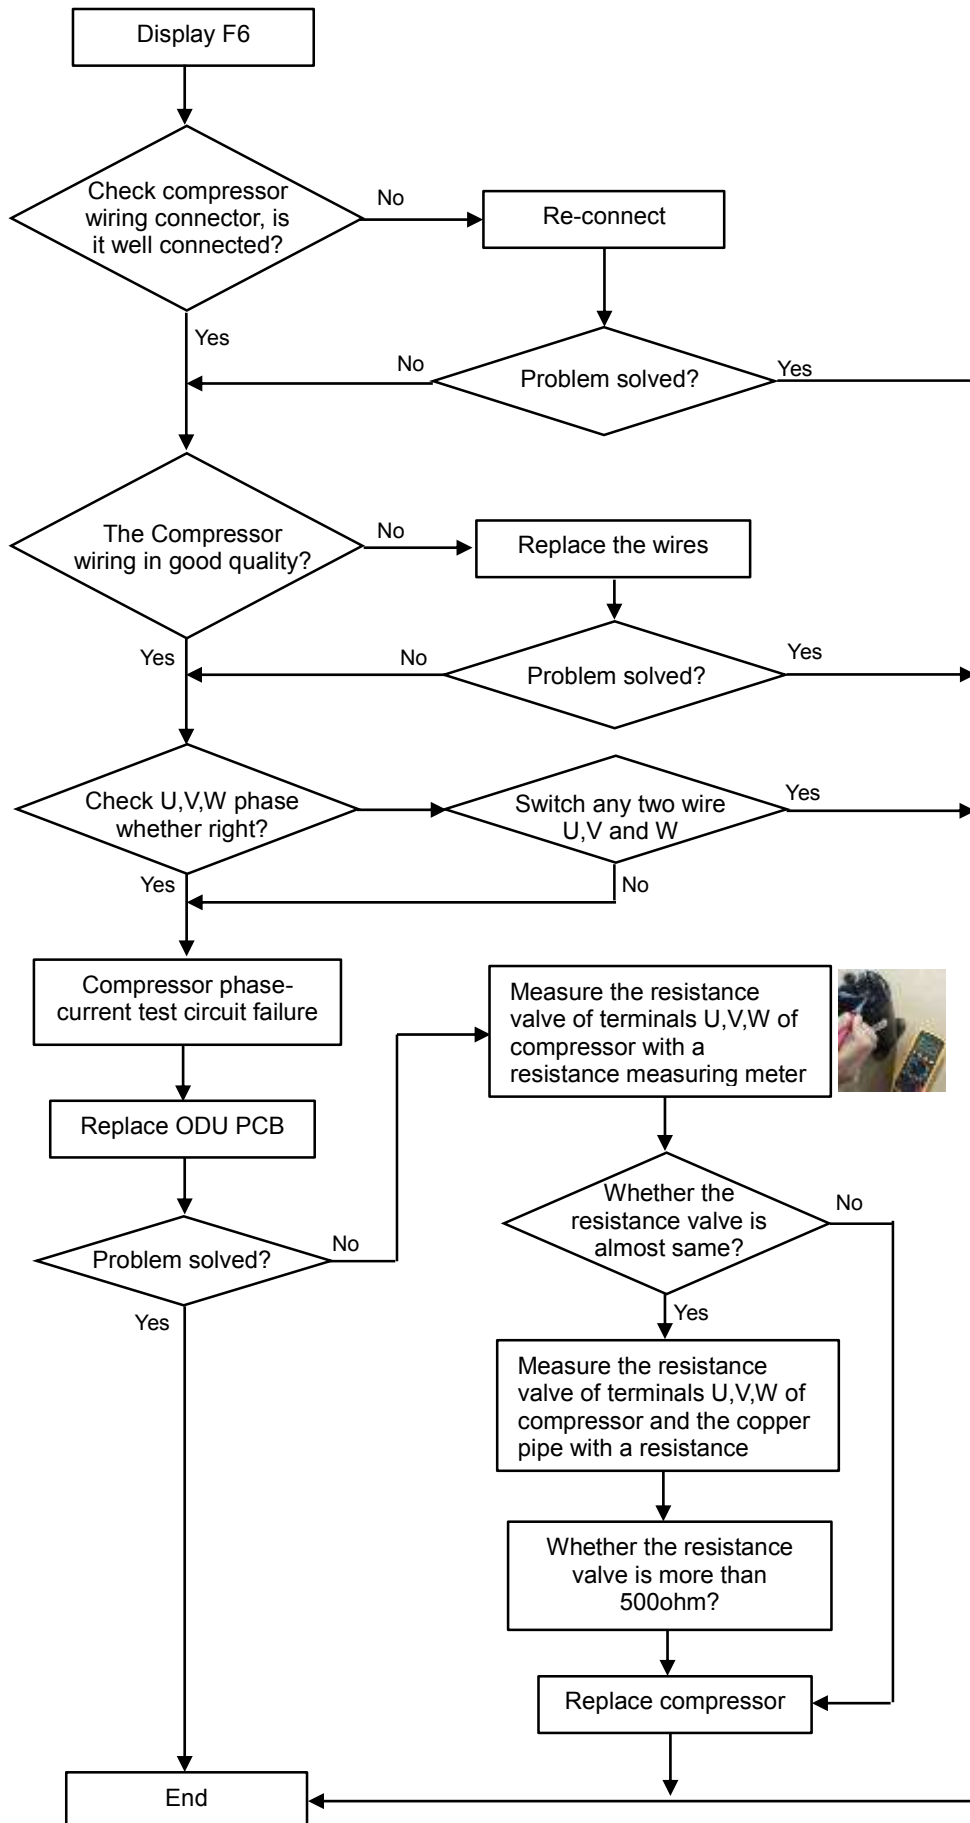 Display F6
Check compressor
wiring connector, is
it well connected?
No
Re-connect
Yes
No
Problem solved?
Yes
The Compressor
wiring in good quality?
No
Replace the wires
Yes
No
Problem solved?
Yes
Check U,V,W phase
whether right?
Switch any two wire
U,V and W
Yes
Yes
No
Compressor phase-
current test circuit failure
Measure the resistance
valve of terminals U,V,W of
compressor with a
resistance measuring meter
Replace ODU PCB
Problem solved?
No
Whether the
resistance valve is
almost same?
No
Yes
Yes
Measure the resistance
valve of terminals U,V,W of
compressor and the copper
pipe with a resistance
Whether the resistance
valve is more than
500ohm?
Replace compressor
End